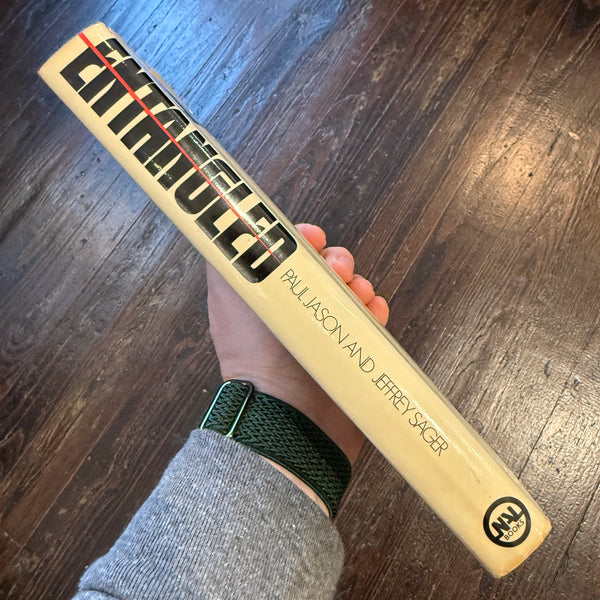 ENTANGLED
PAUL JASON AND JEFFREY SAGER
NAL
BOOKS